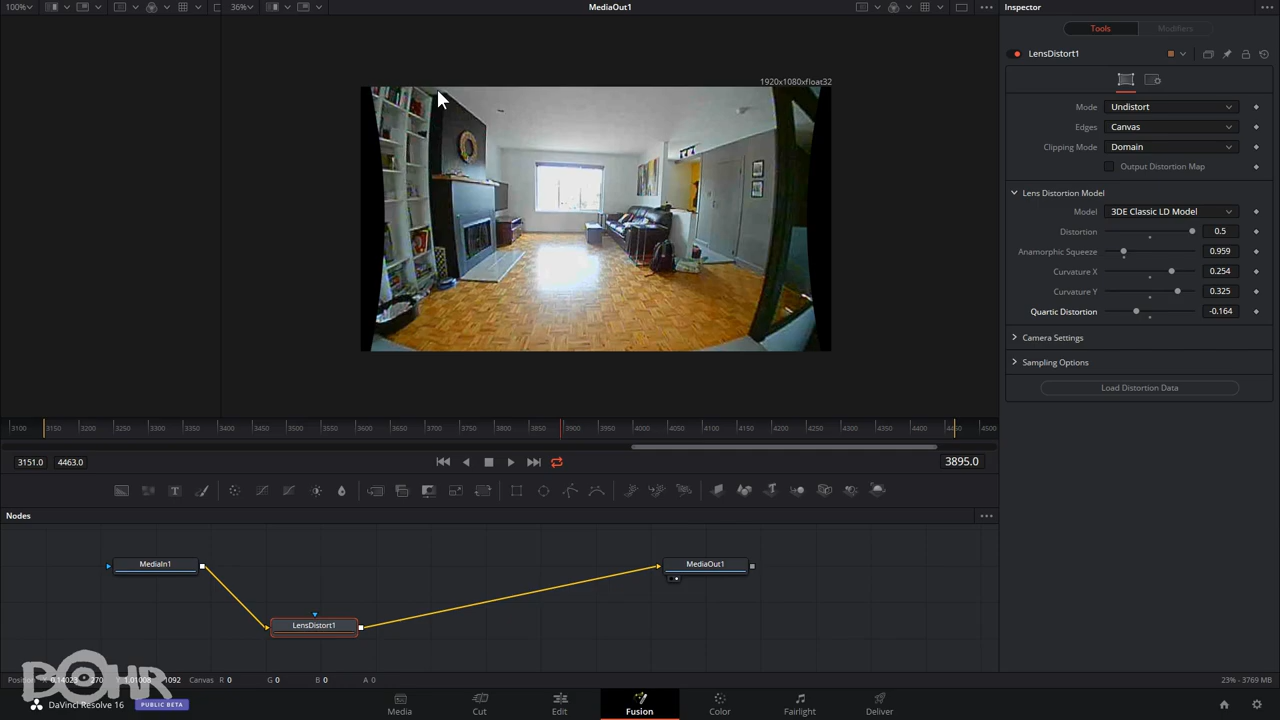 100%
36%
MediaOut1
Inspector
Tools
Modifiers
LensDistort1
1920x1080xfloat32
Mode
Undistort
Edges
Canvas
Clipping Mode
Domain
Output Distortion Map
Lens Distortion Model
Model
3DE Classic LD Model
Distortion
0.5
Anamorphic Squeeze
0.959
Curvature X
0.254
Curvature Y
0.325
Quartic Distortion
-0.164
Camera Settings
Sampling Options
Load Distortion Data
3100 3150 3200 3250 3300 3350 3400 3450 3500 3550 3600 3650 3700 3750 3800 3850 3900 3950 4000 4050 4100 4150 4200 4250 4300 4350 4400 4450 4500
3151.0
4463.0
3895.0
Nodes
MediaIn1
MediaOut1
LensDistort1
BOHR
1092 Canvas R 0 G 0 B 0 A 0
23% - 3769 MB
DaVinci Resolve 16
PUBLIC BETA
Media
Cut
Edit
Fusion
Color
Fairlight
Deliver